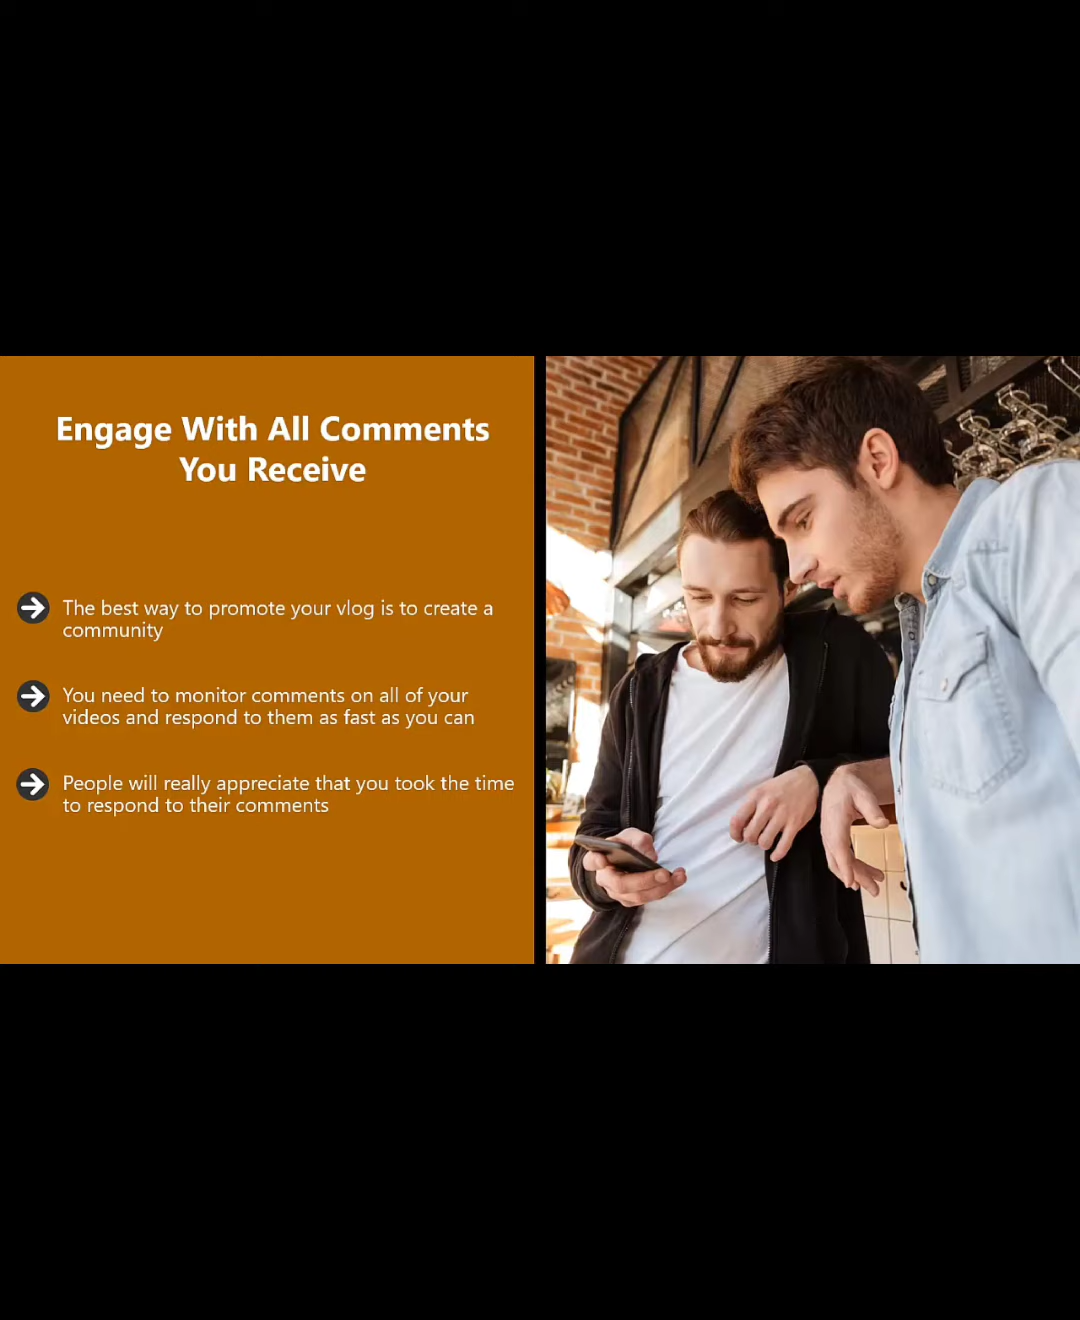 Engage With All Comments
You Receive
The best way to promote your vlog is to create a
community
You need to monitor comments on all of your
videos and respond to them as fast as you can
People will really appreciate that you took the time
to respond to their comments